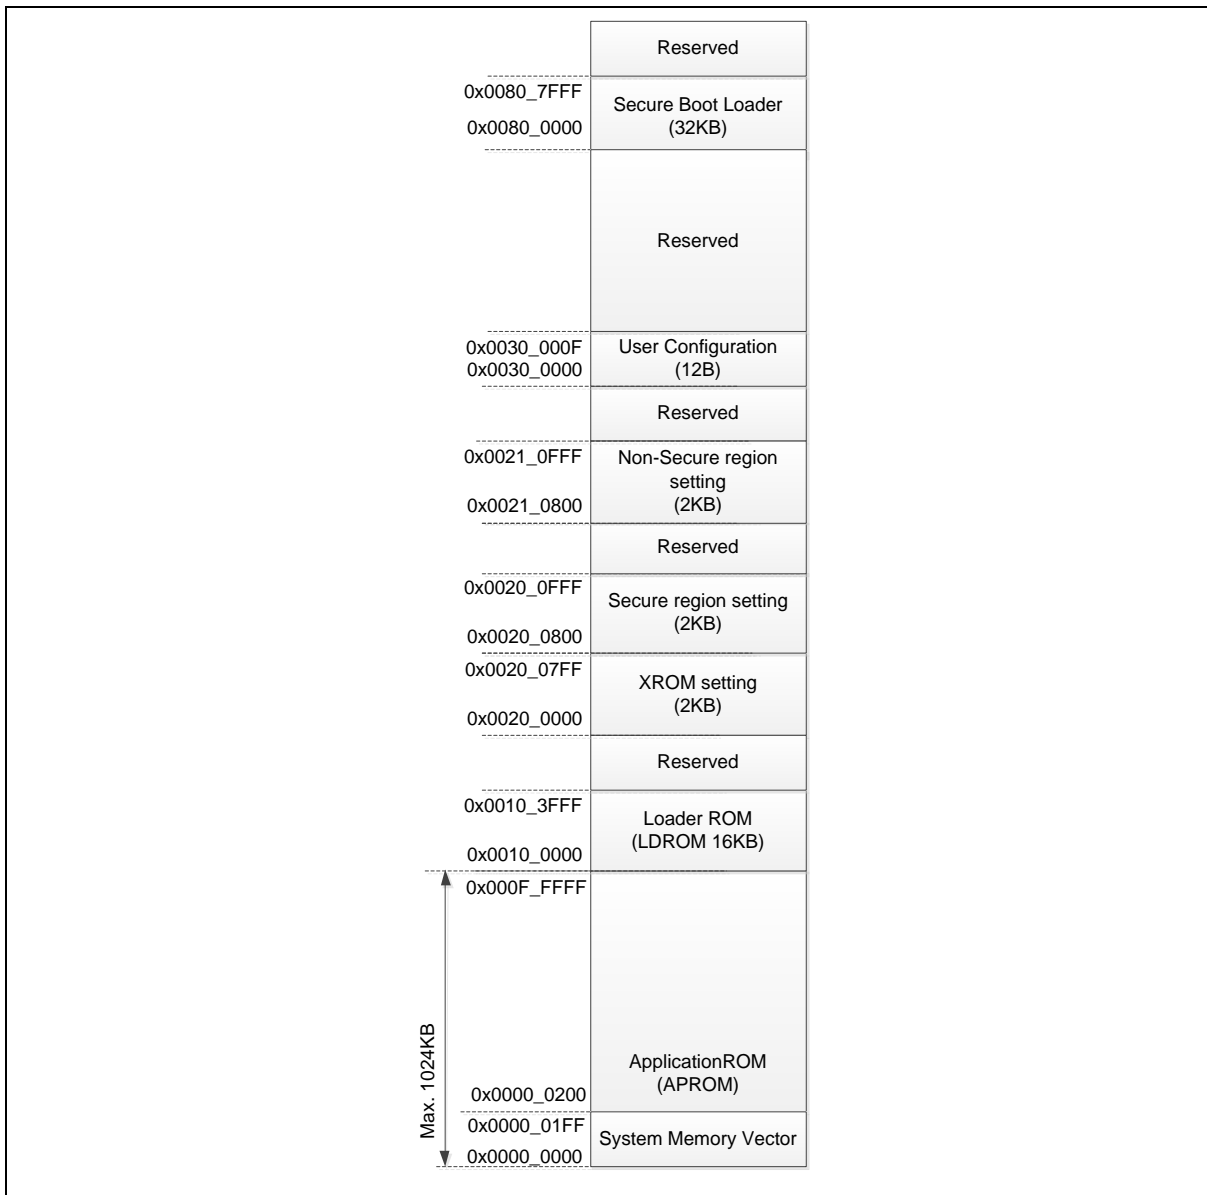 Reserved
0x0080_7FFF
Secure Boot Loader
(32KB)
0x0080_0000
Reserved
0x0030_000F
User Configuration
(12B)
0x0030_0000
Reserved
0x0021_0FFF
Non-Secure region
setting
(2KB)
0x0021_0800
Reserved
0x0020_0FFF
Secure region setting
(2KB)
0x0020_0800
0x0020_07FF
XROM setting
(2KB)
0x0020_0000
Reserved
0x0010_3FFF
Loader ROM
(LDROM 16KB)
0x0010_0000
0x000F_FFFF
Max. 1024KB
ApplicationROM
(APROM)
0x0000_0200
0x0000_01FF
System Memory Vector
0x0000_0000